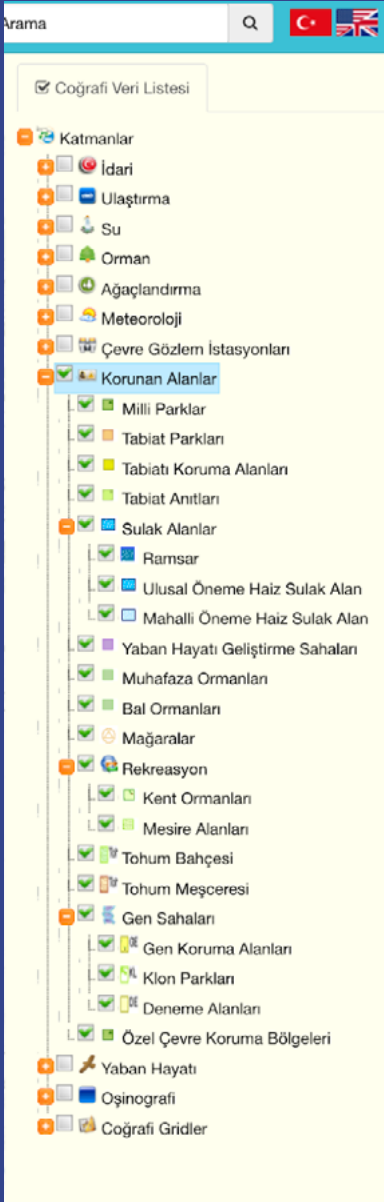 Arama
Coğrafi Veri Listesi
Katmanlar
İdari
Ulaştırma
Su
Orman
Ağaçlandırma
Meteoroloji
Çevre Gözlem İstasyonları
Korunan Alanlar
Milli Parklar
Tabiat Parkları
Tabiatı Koruma Alanları
Tabiat Anıtları
Sulak Alanlar
Ramsar
Ulusal Öneme Haiz Sulak Alan
Mahalli Öneme Haiz Sulak Alan
Yaban Hayatı Geliştirme Sahaları
Muhafaza Ormanları
Bal Ormanları
Mağaralar
Rekreasyon
Kent Ormanları
Mesire Alanları
Tohum Bahçesi
Tohum Meşceresi
Gen Sahaları
Gen Koruma Alanları
Klon Parkları
Deneme Alanları
Özel Çevre Koruma Bölgeleri
Yaban Hayatı
Oşinografi
Coğrafi Gridler